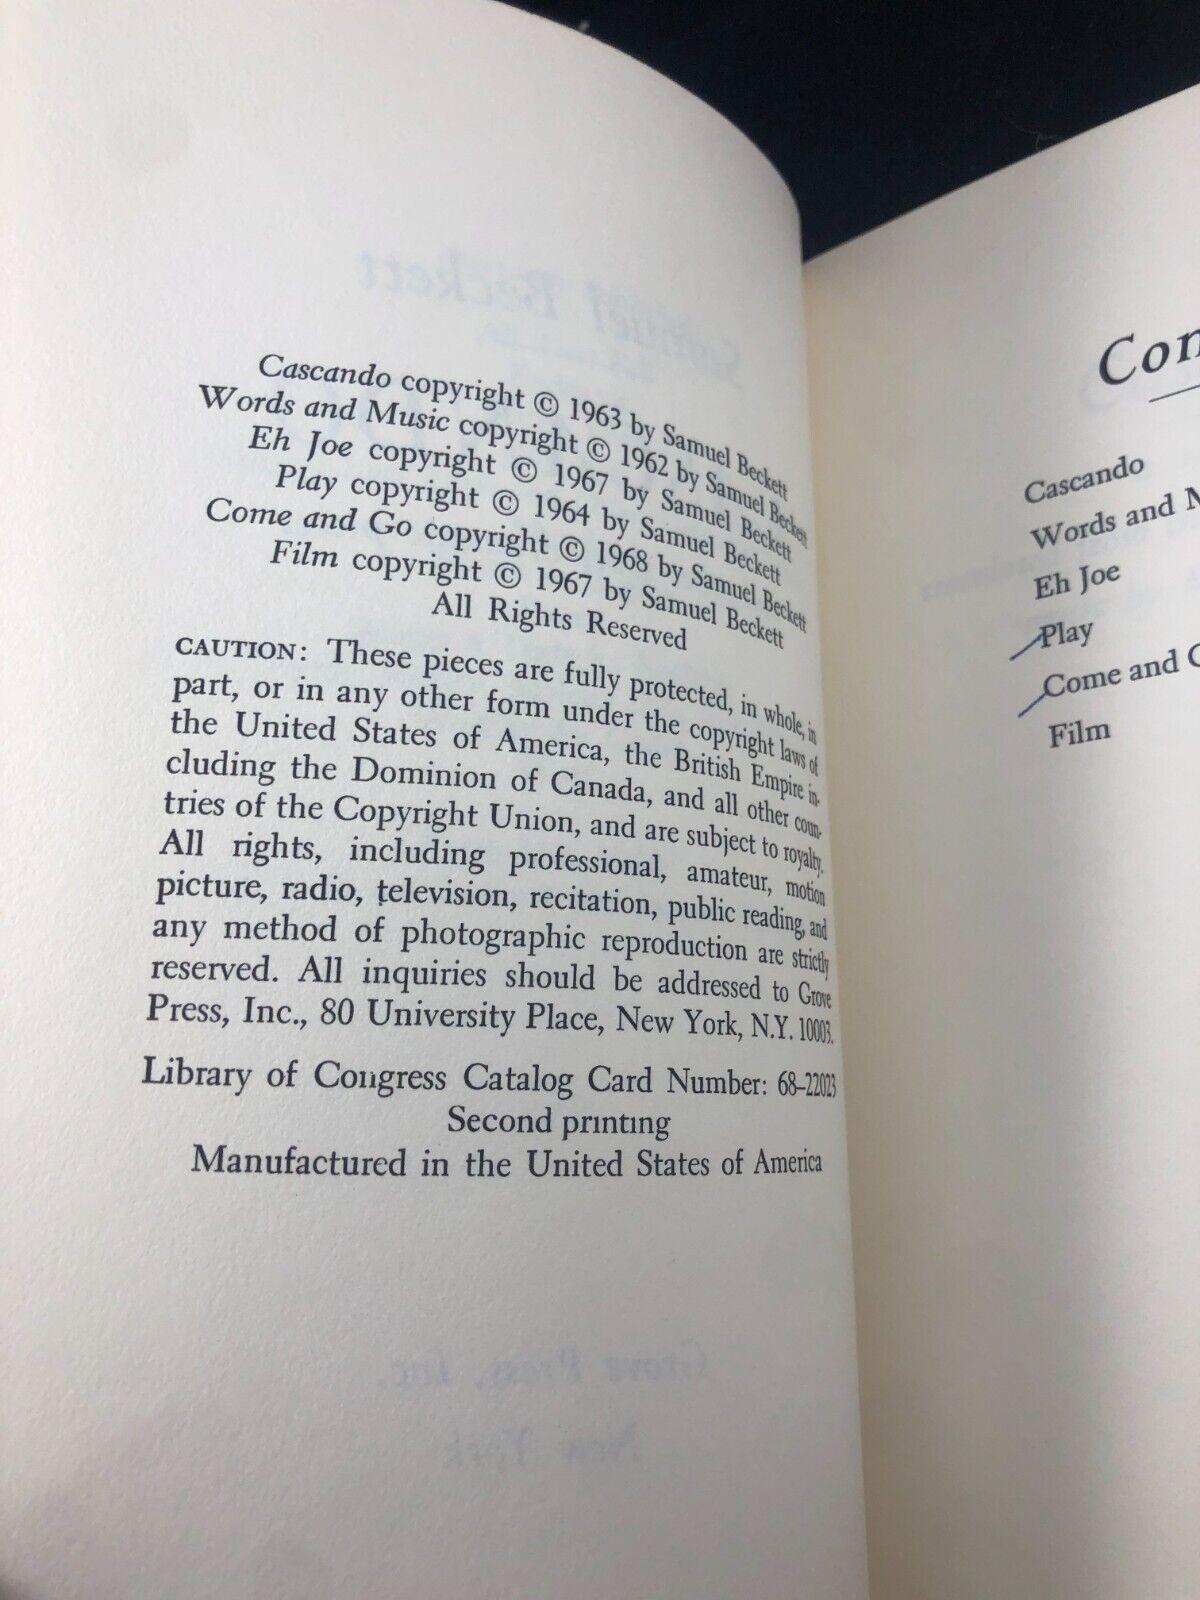 Cascando copyright © 1963 by Samuel Beckett
Words and Music copyright © 1962 by Samuel Beckett
Eh Joe copyright © 1967 by Samuel Beckett
Play copyright © 1964 by Samuel Beckett
Come and Go copyright © 1968 by Samuel Beckett
Film copyright © 1967 by Samuel Beckett
All Rights Reserved
CAUTION: These pieces are fully protected, in whole, in
part, or in any other form under the copyright laws of
the United States of America, the British Empire in-
cluding the Dominion of Canada, and all other coun-
tries of the Copyright Union, and are subject to royalty.
All rights, including professional, amateur, motion
picture, radio, television, recitation, public reading, and
any method of photographic reproduction are strictly
reserved. All inquiries should be addressed to Grove
Press, Inc., 80 University Place, New York, N.Y. 10003.
Library of Congress Catalog Card Number: 68–22023
Second printing
Manufactured in the United States of America
Samuel Beckett
Grove Press, Inc.
New York
Con
Cascando
Words and M
Eh Joe
Play
Come and G
Film